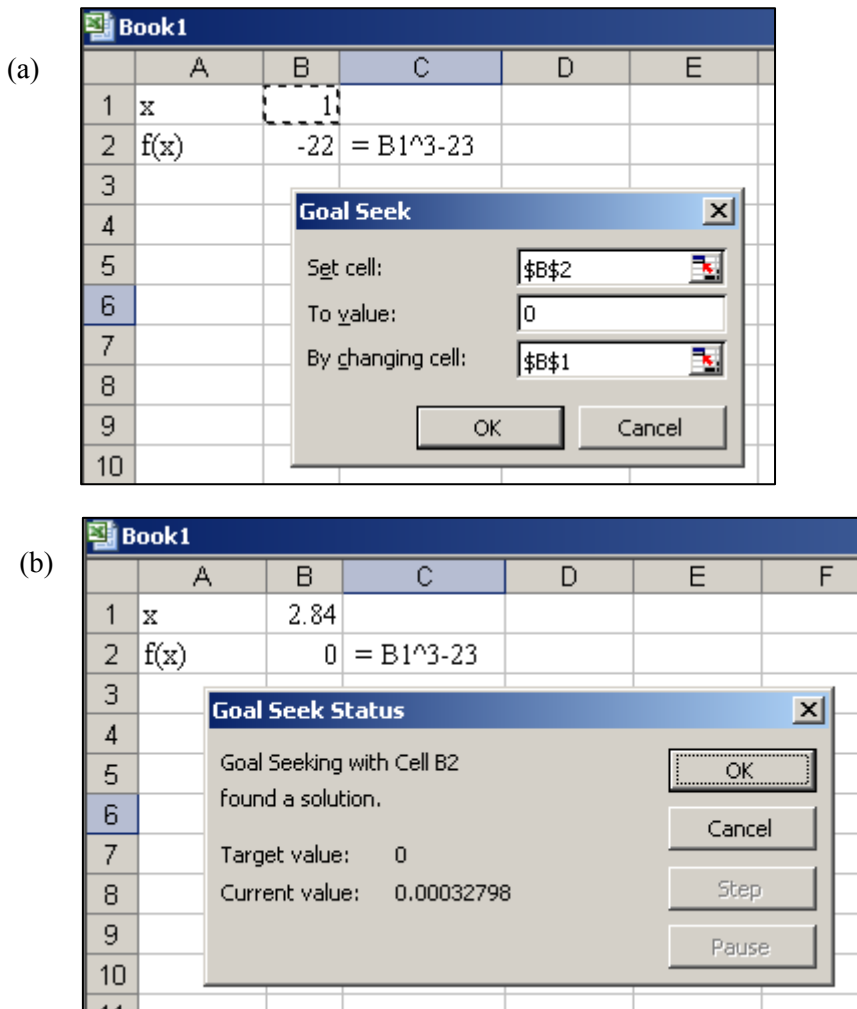 (a)
Book1
A B C D E
1 x 1
2 f(x) -22 = B1^3-23
3
Goal Seek
4
5 Set cell: $B$2
6 To value: 0
7 By changing cell: $B$1
8
9 OK Cancel
10
(b)
Book1
A B C D E F
1 x 2.84
2 f(x) 0 = B1^3-23
3
Goal Seek Status
4
5 Goal Seeking with Cell B2 OK
found a solution.
6 Cancel
7 Target value: 0
8 Current value: 0.00032798 Step
9 Pause
10
11